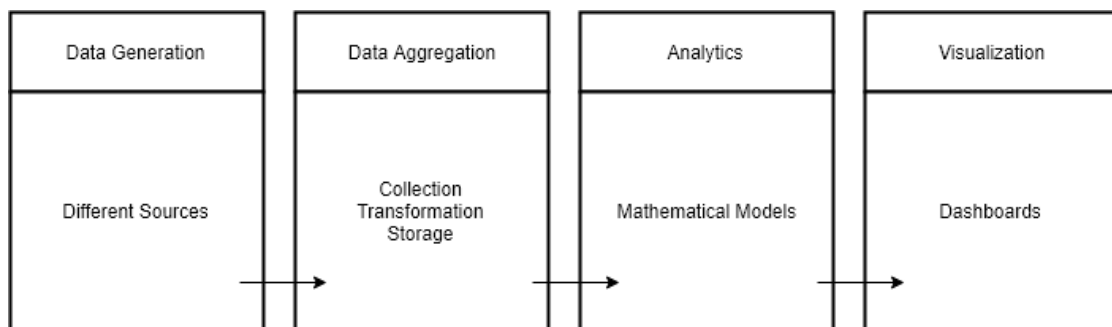 Data Generation
Data Aggregation
Analytics
Visualization
Different Sources
Collection
Transformation
Storage
Mathematical Models
Dashboards